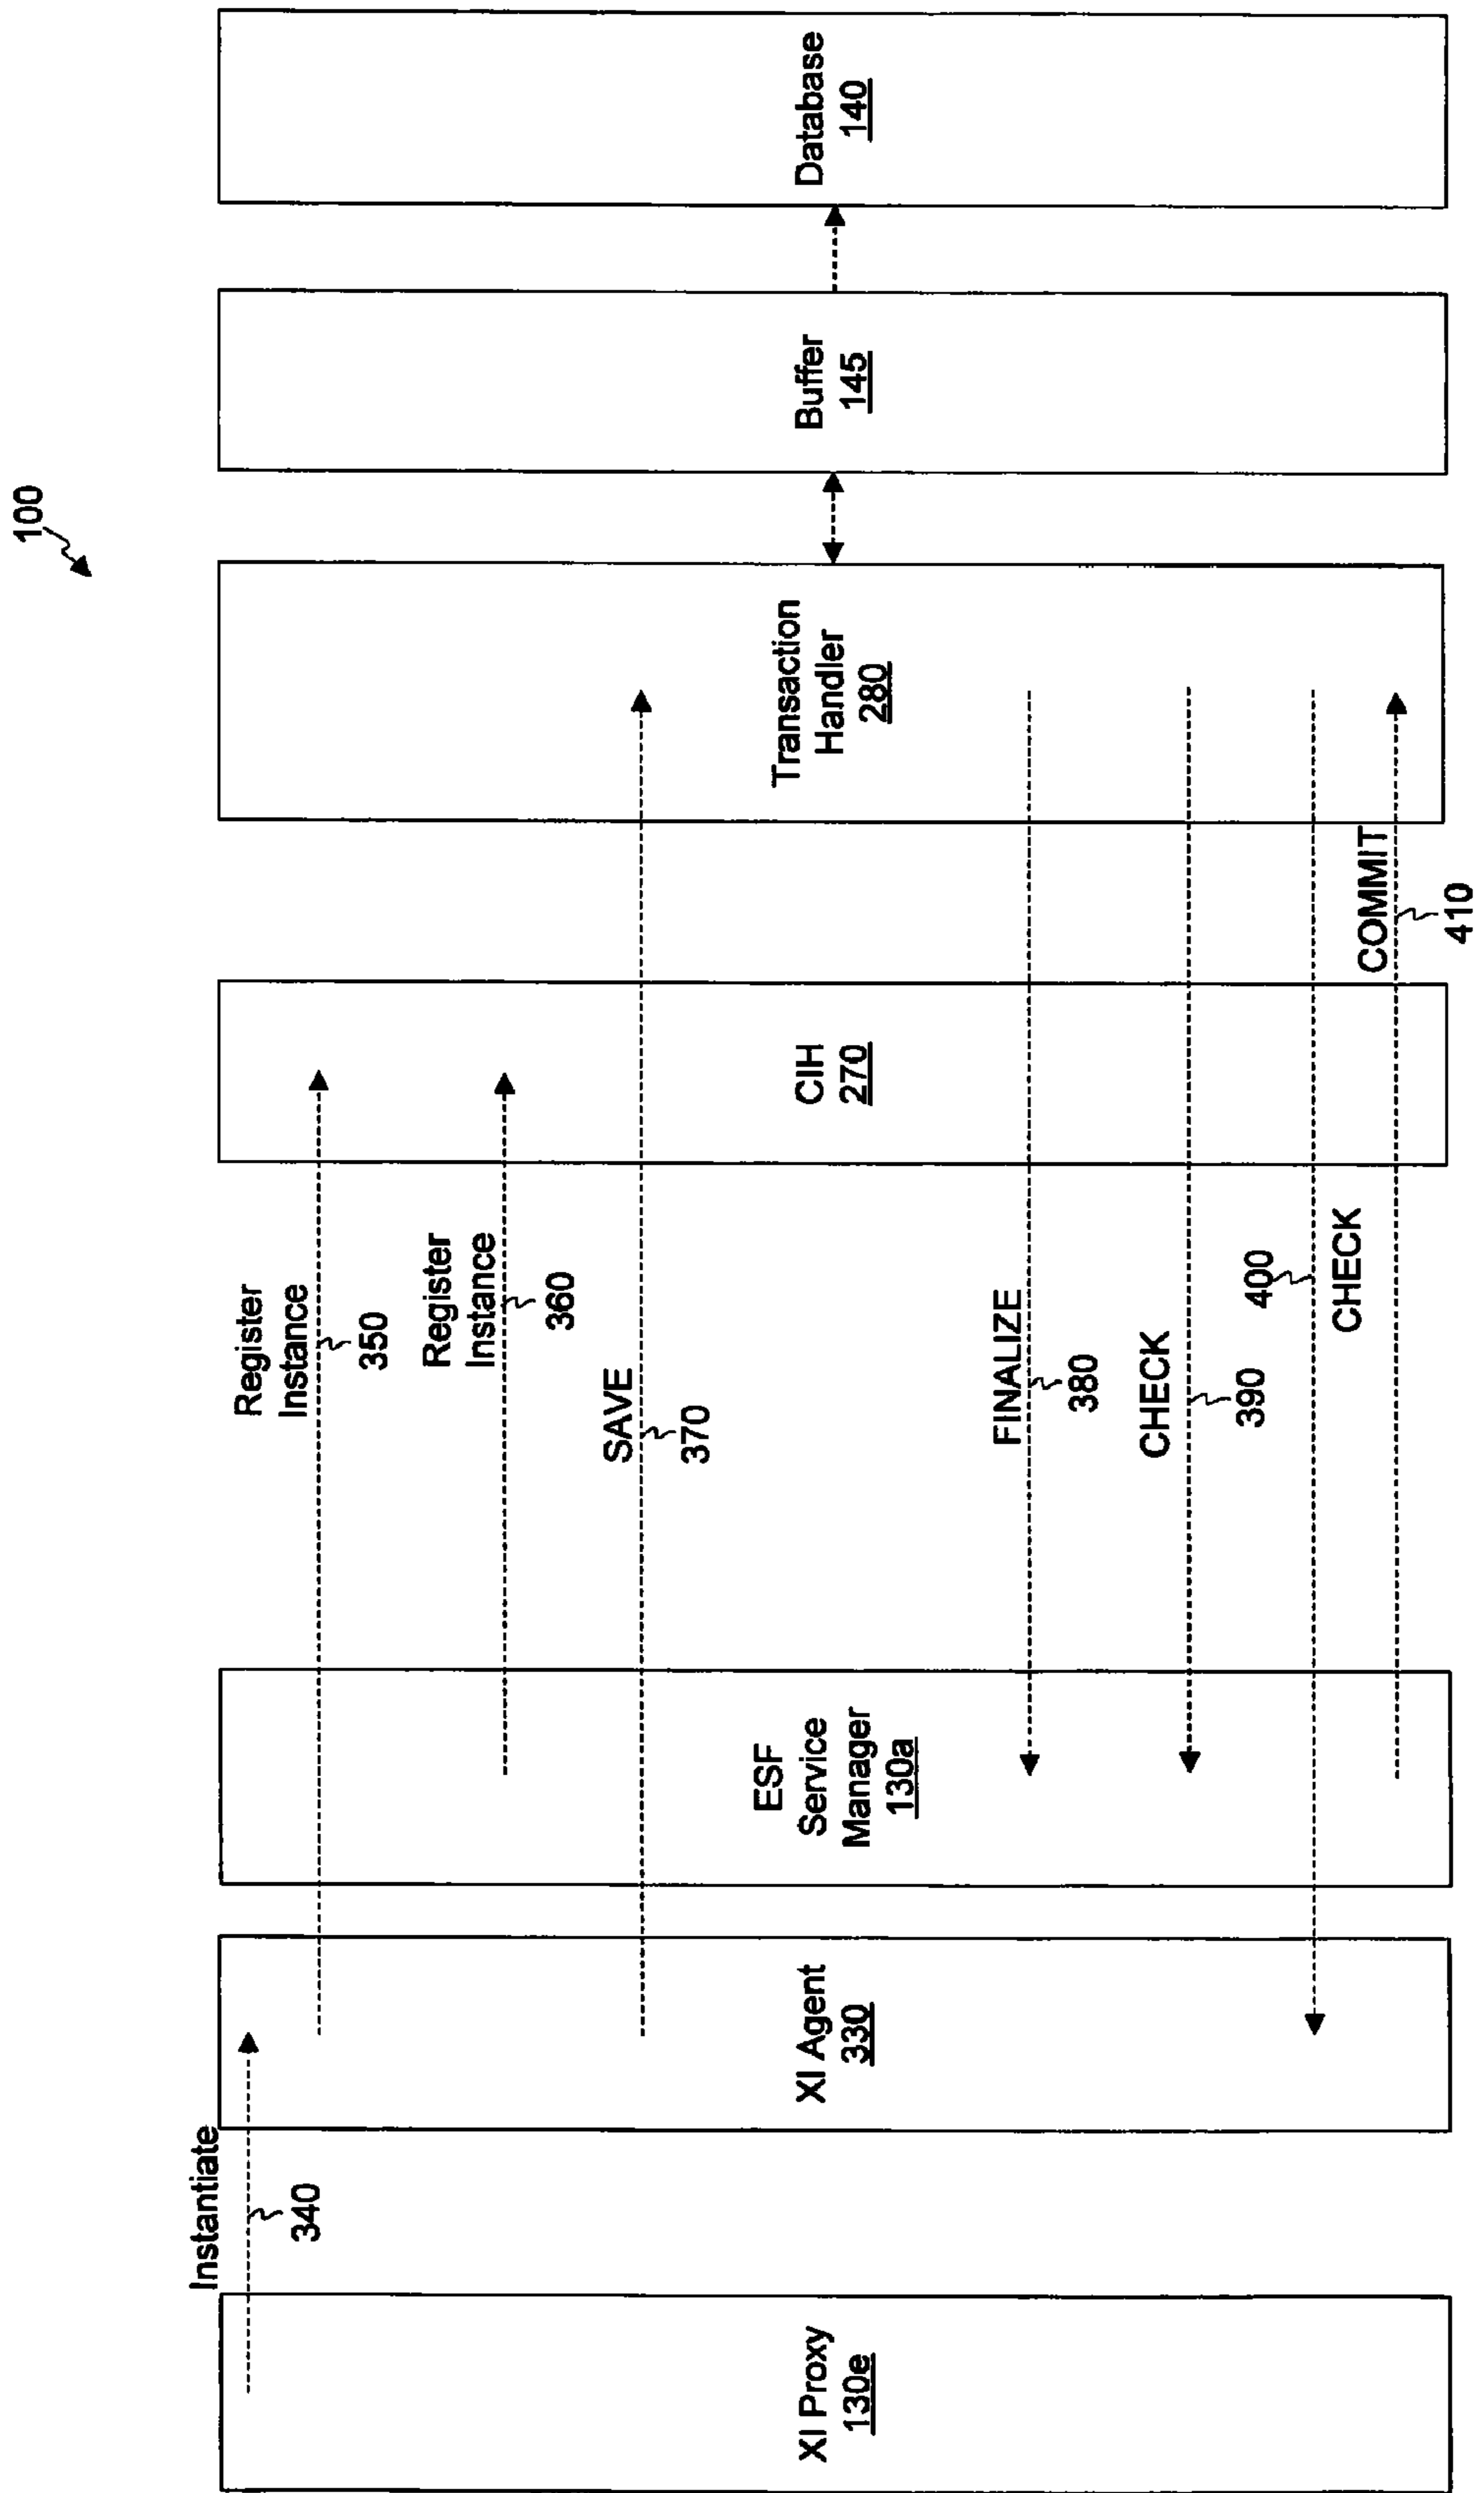 100
Instantiate
340
Register
Instance
350
Register
Instance
360
SAVE
370
FINALIZE
380
CHECK
390
400
CHECK
COMMIT
410
XI Proxy
130e
XI Agent
330
ESF
Service
Manager
130a
CIH
270
Transaction
Handler
280
Buffer
145
Database
140